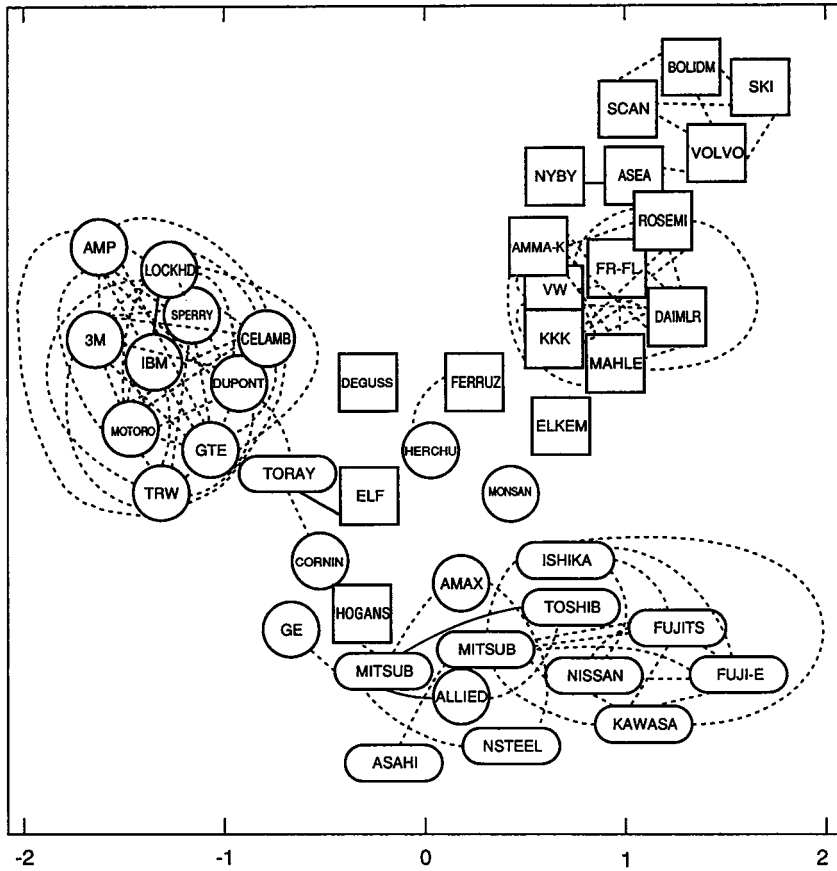 BOLIDM
SKI
SCAN
VOLVO
NYBY
ASEA
ROSEMI
AMP
AMMA-K
LOCKHD
FR-FL
VW
SPERRY
DAIMLR
3M
CELAMB
KKK
IBM
MAHLE
DUPONT
DEGUSS
FERRUZ
ELKEM
MOTORO
GTE
HERCHU
TORAY
TRW
ELF
MONSAN
CORNIN
ISHIKA
AMAX
TOSHIB
HOGANS
GE
FUJITS
MITSUB
MITSUB
NISSAN
FUJI-E
ALLIED
KAWASA
NSTEEL
ASAHI
-2 -1 0 1 2